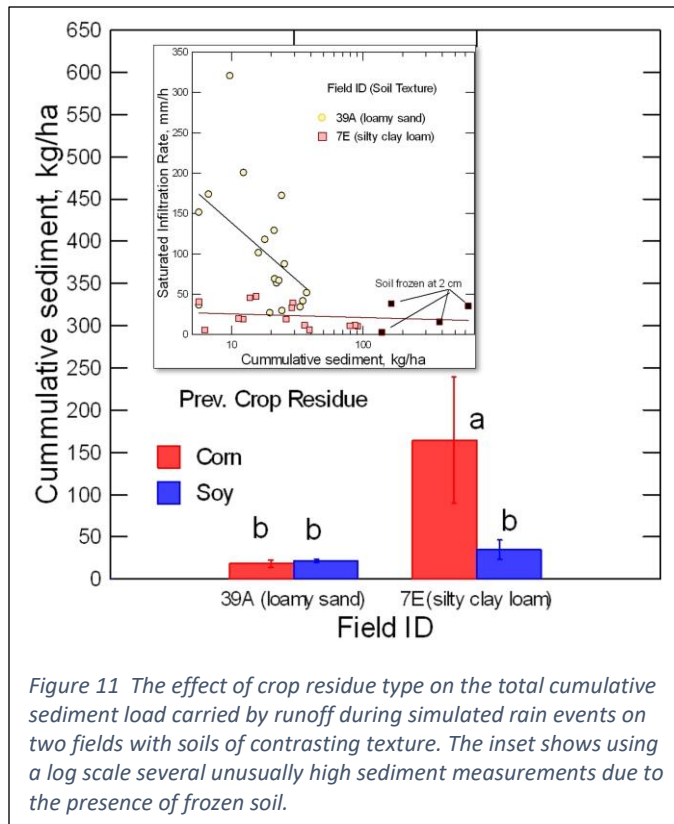 650
600
550
500
450
400
350
300
250
200
150
100
50
0
Cummulative sediment, kg/ha
350
300
250
200
150
100
50
0
Saturated Infiltration Rate, mm/h
Field ID (Soil Texture)
39A (loamy sand)
7E (silty clay loam)
Soil frozen at 2 cm
10 100
Cummulative sediment, kg/ha
Prev. Crop Residue
Corn
Soy
b b a b
39A (loamy sand) 7E(silty clay loam)
Field ID
Figure 11 The effect of crop residue type on the total cumulative
sediment load carried by runoff during simulated rain events on
two fields with soils of contrasting texture. The inset shows using
a log scale several unusually high sediment measurements due to
the presence of frozen soil.